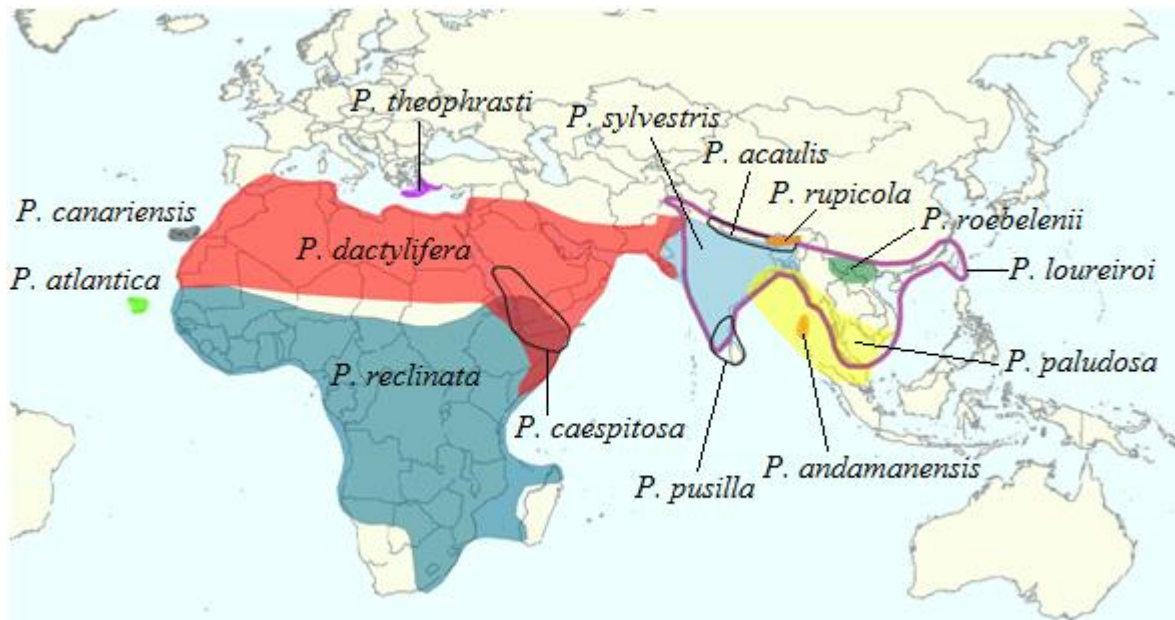 P. theophrasti
P. sylvestris
P. acaulis
P. rupicola
P. canariensis
P. roebelenii
P. dactylifera
P. loureiroi
P. atlantica
P. reclinata
P. paludosa
P. caespitosa
P. andamanensis
P. pusilla